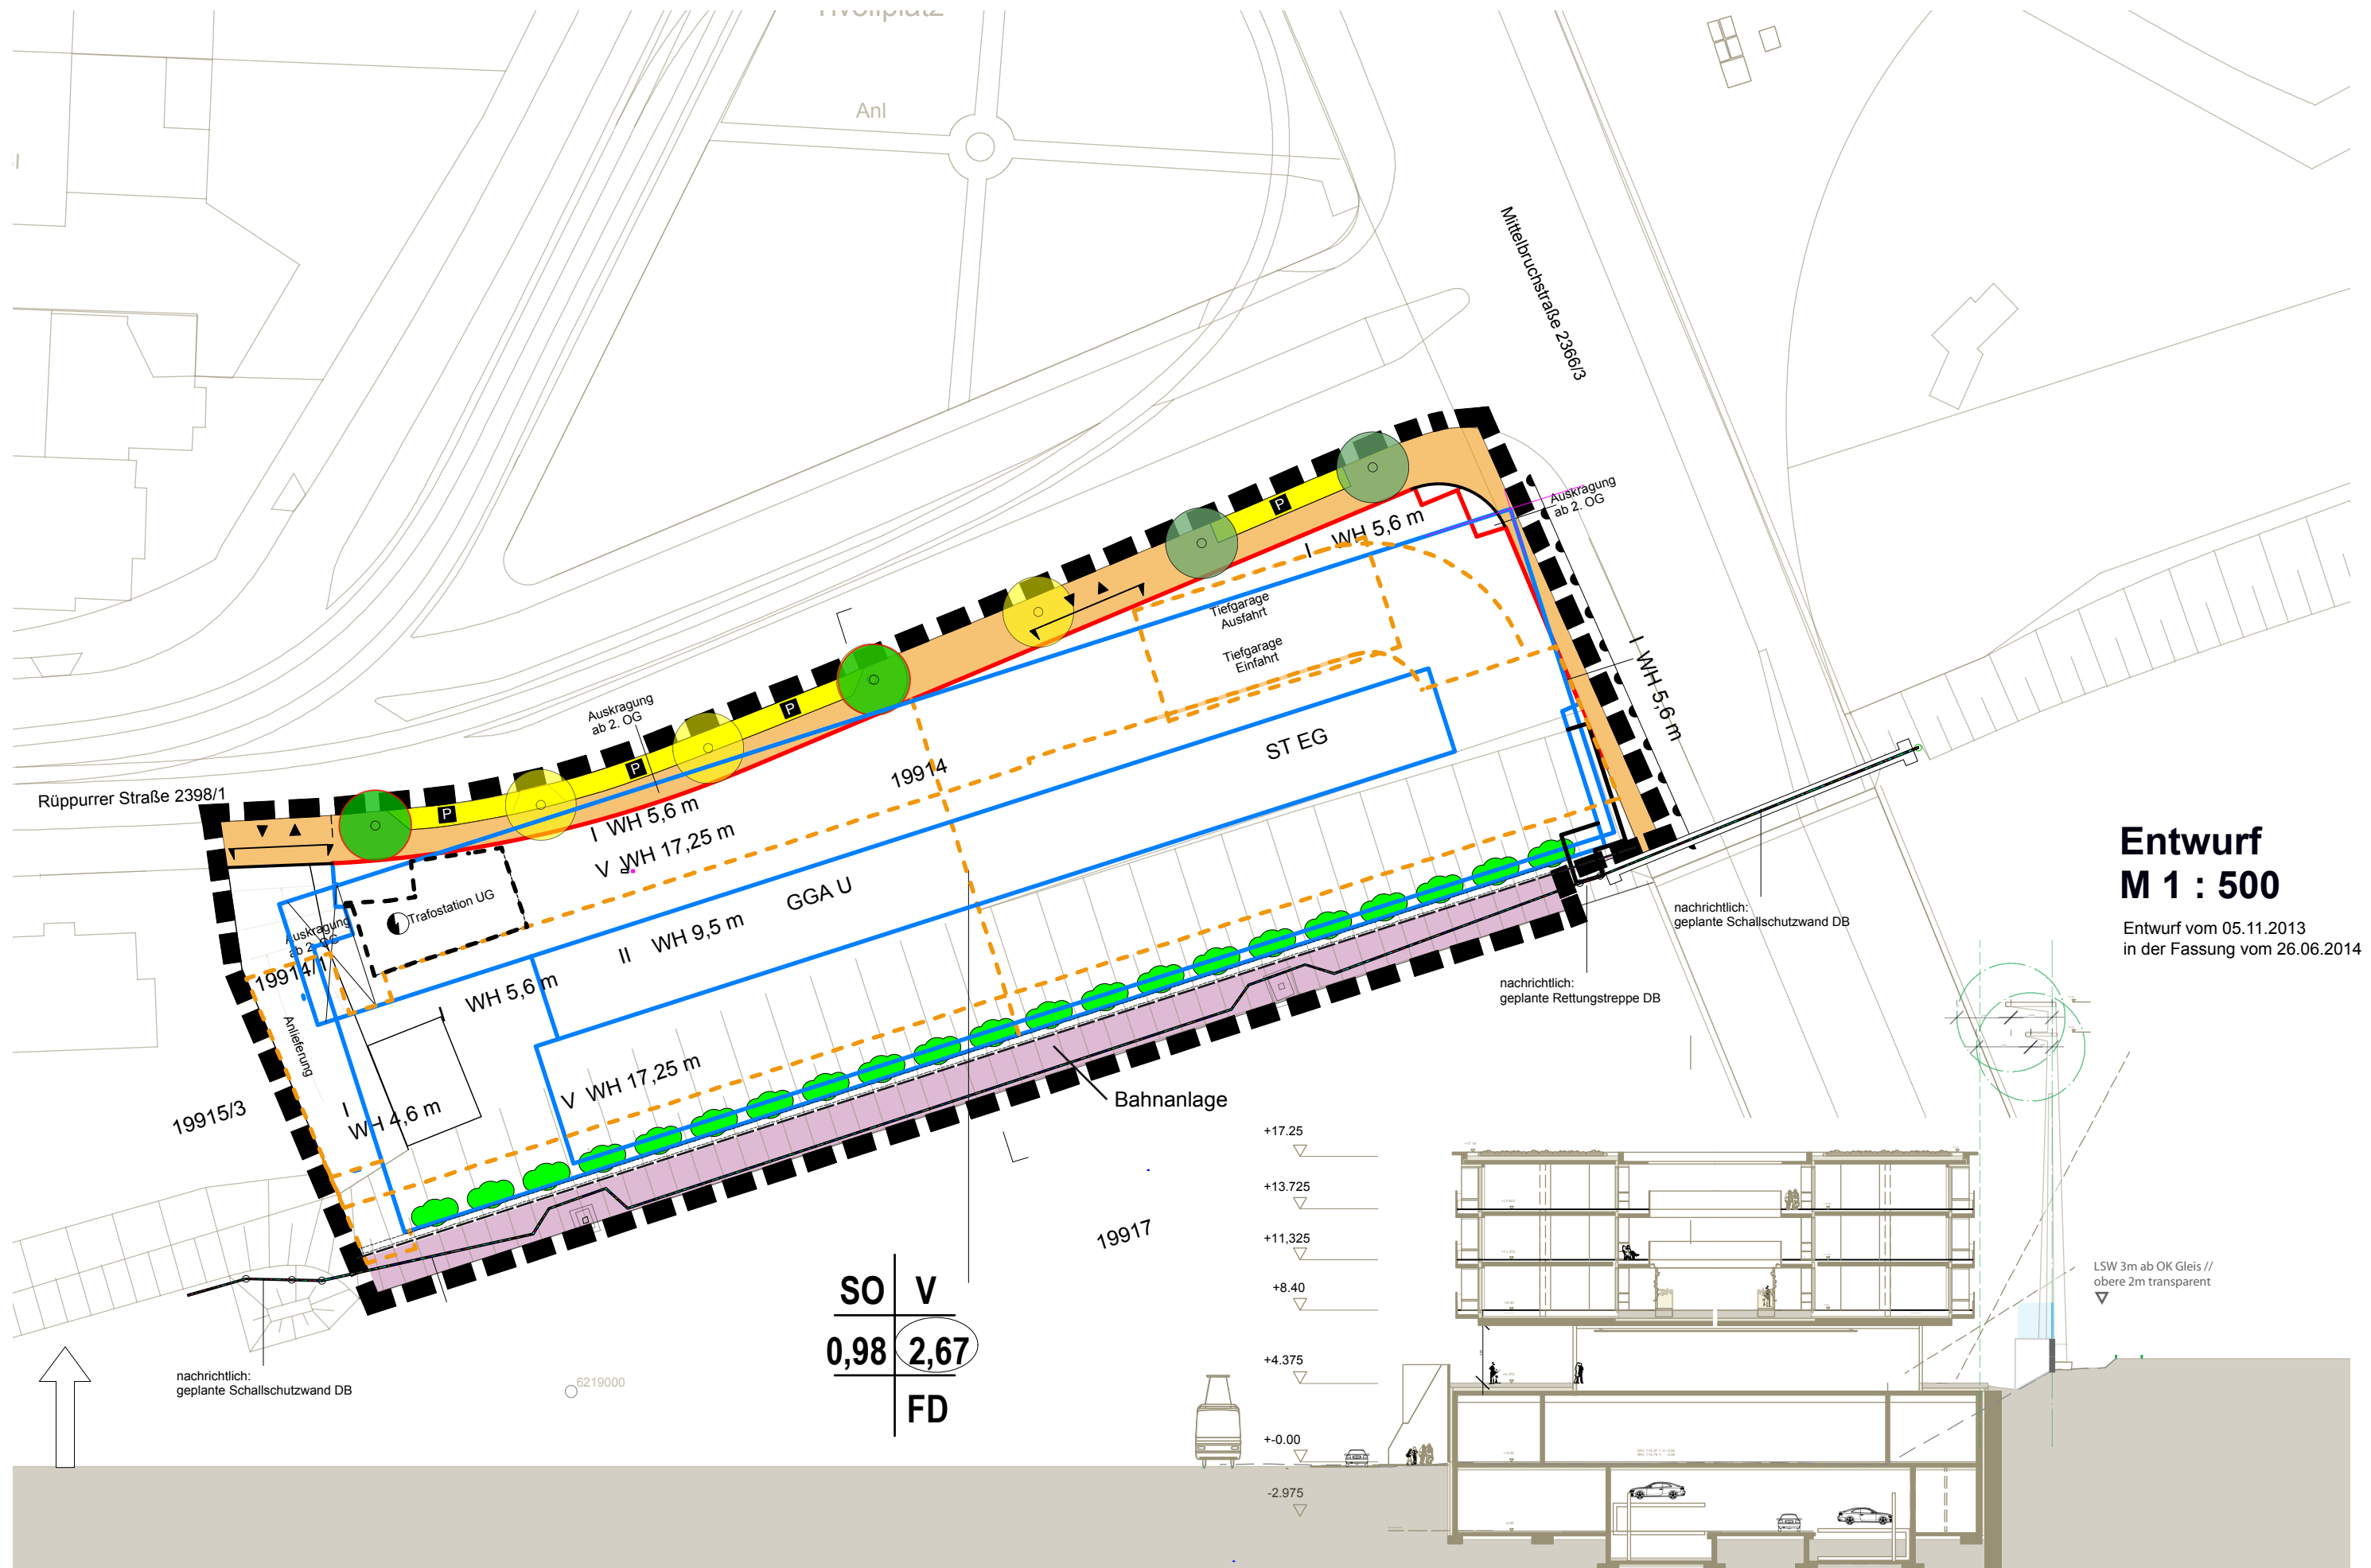 Tivoliplatz
Anl
Mittelbruchstraße 2366/3
Auskragung
ab 2. OG
P
I WH 5,6 m
Tiefgarage
Ausfahrt
Tiefgarage
Einfahrt
I WH 5,6 m
Auskragung
ab 2. OG
P
P
P
ST EG
19914
Rüppurrer Straße 2398/1
I WH 5,6 m
V WH 17,25 m
GGA U
II WH 9,5 m
Trafostation UG
Auskragung
ab 2. OG
19914/1
I WH 5,6 m
Anlieferung
V WH 17,25 m
I
WH 4,6 m
19915/3
Bahnanlage
19917
nachrichtlich:
geplante Schallschutzwand DB
nachrichtlich:
geplante Rettungstreppe DB
Entwurf
M 1 : 500
Entwurf vom 05.11.2013
in der Fassung vom 26.06.2014
nachrichtlich:
geplante Schallschutzwand DB
6219000
SO V
0,98 2,67
FD
+17.25
+13.725
+11,325
+8.40
+4.375
+-0.00
-2.975
LSW 3m ab OK Gleis //
obere 2m transparent